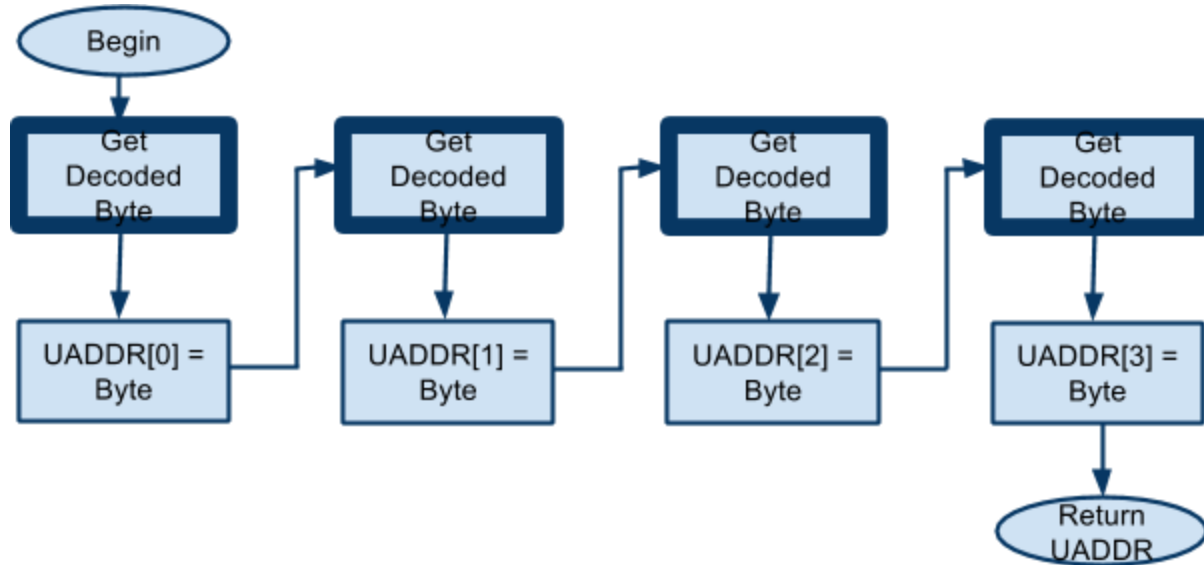 Begin
Get
Decoded
Byte
UADDR[0] =
Byte
Get
Decoded
Byte
UADDR[1] =
Byte
Get
Decoded
Byte
UADDR[2] =
Byte
Get
Decoded
Byte
UADDR[3] =
Byte
Return
UADDR